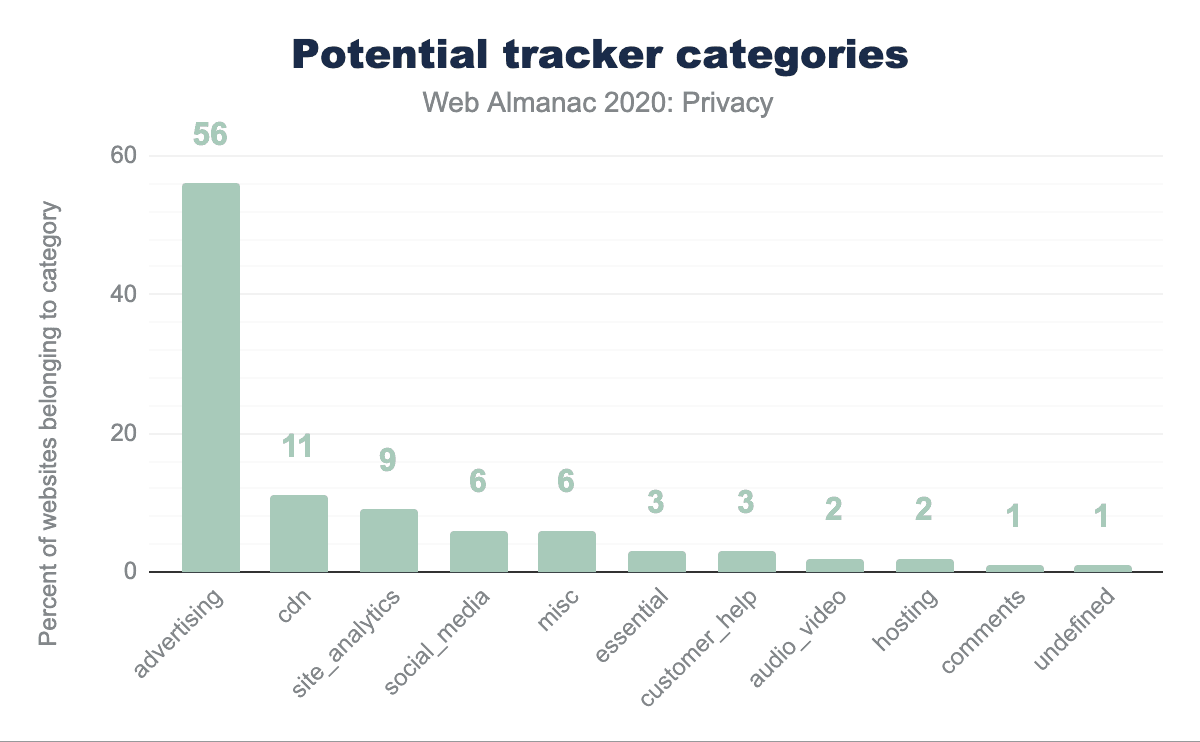 Potential tracker categories
Web Almanac 2020: Privacy
Percent of websites belonging to category
60
40
20
0
56
11
9
6
6
3
3
2
2
1
1
advertising
cdn
site_analytics
social_media
misc
essential
customer_help
audio_video
hosting
comments
undefined